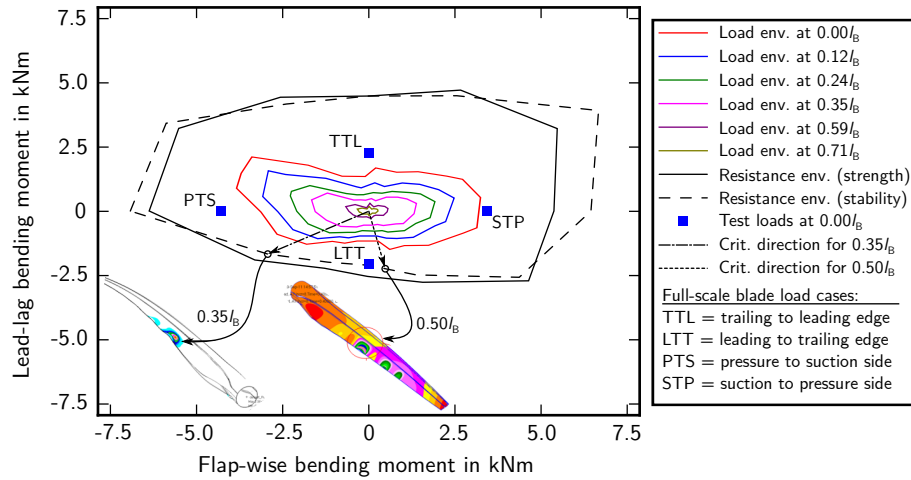 7.5
5.0
2.5
0
-2.5
-5.0
-7.5
Lead-lag bending moment in kNm
-7.5
-5.0
-2.5
0
2.5
5.0
7.5
Flap-wise bending moment in kNm
TTL
PTS
STP
LTT
0.35lB
0.50lB
Load env. at 0.00lB
Load env. at 0.12lB
Load env. at 0.24lB
Load env. at 0.35lB
Load env. at 0.59lB
Load env. at 0.71lB
Resistance env. (strength)
Resistance env. (stability)
Test loads at 0.00lB
Crit. direction for 0.35lB
Crit. direction for 0.50lB
Full-scale blade load cases:
TTL = trailing to leading edge
LTT = leading to trailing edge
PTS = pressure to suction side
STP = suction to pressure side